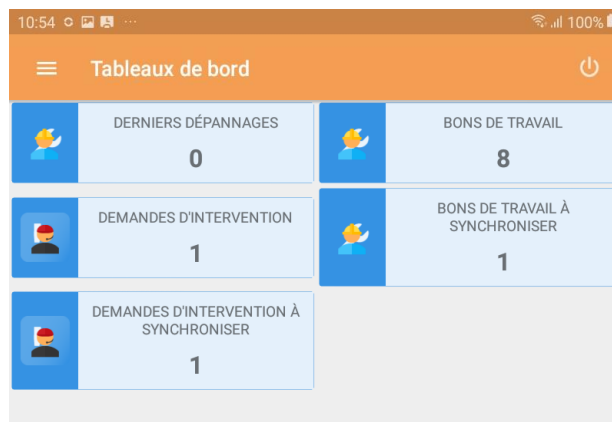 10:54
100%
Tableaux de bord
DERNIERS DÉPANNAGES
0
BONS DE TRAVAIL
8
DEMANDES D'INTERVENTION
1
BONS DE TRAVAIL À
SYNCHRONISER
1
DEMANDES D'INTERVENTION À
SYNCHRONISER
1